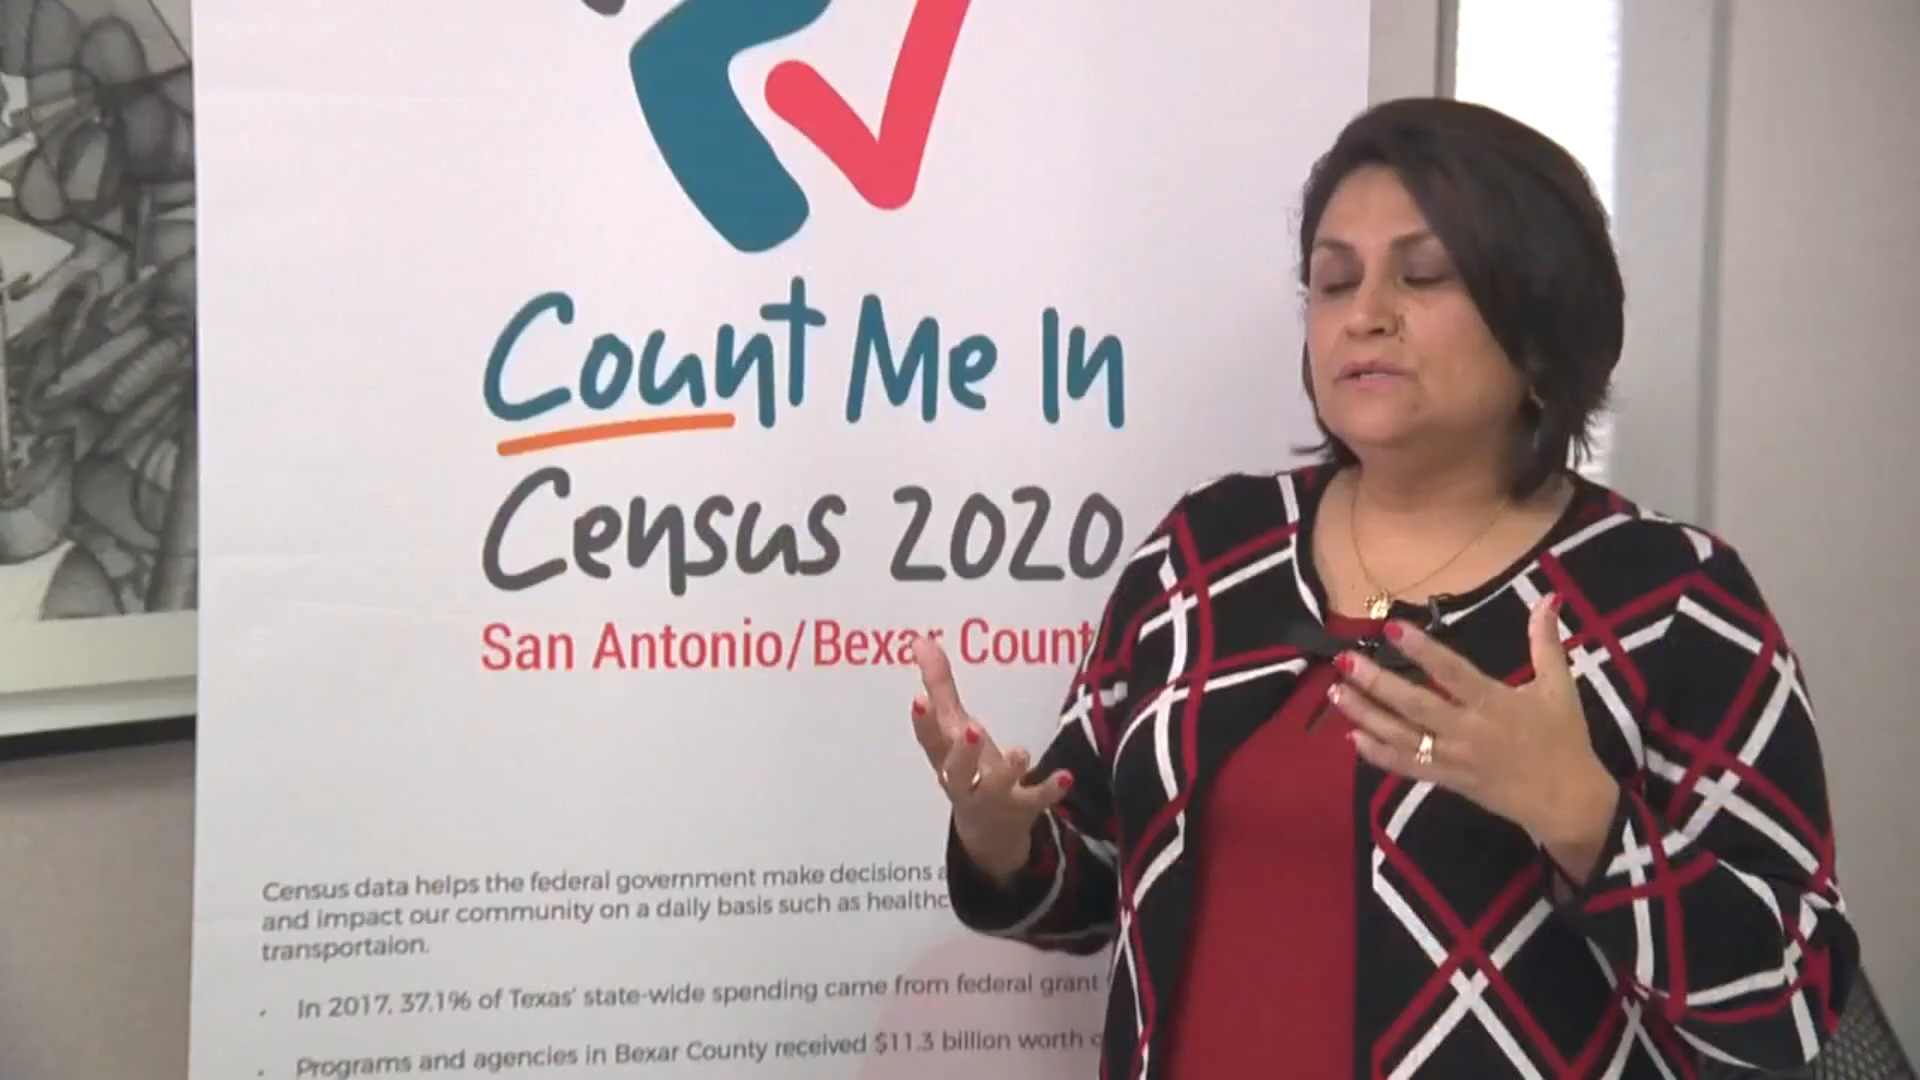 Count Me In
Census 2020
San Antonio/Bexar
Census data helps the federal government make decisions
and impact our community on a daily basis such as
transportaion.
• In 2017, 37.1% of Texas' state-wide spending came from federal grant
• Programs and agencies in Bexar County received $11.3 billion worth